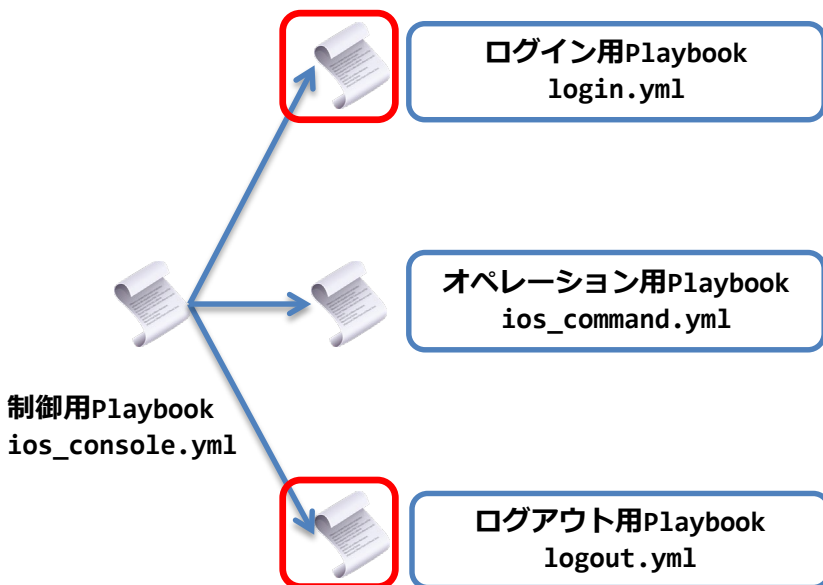 ログイン用Playbook
login.yml
オペレーション用Playbook
ios_command.yml
制御用Playbook
ios_console.yml
ログアウト用Playbook
logout.yml